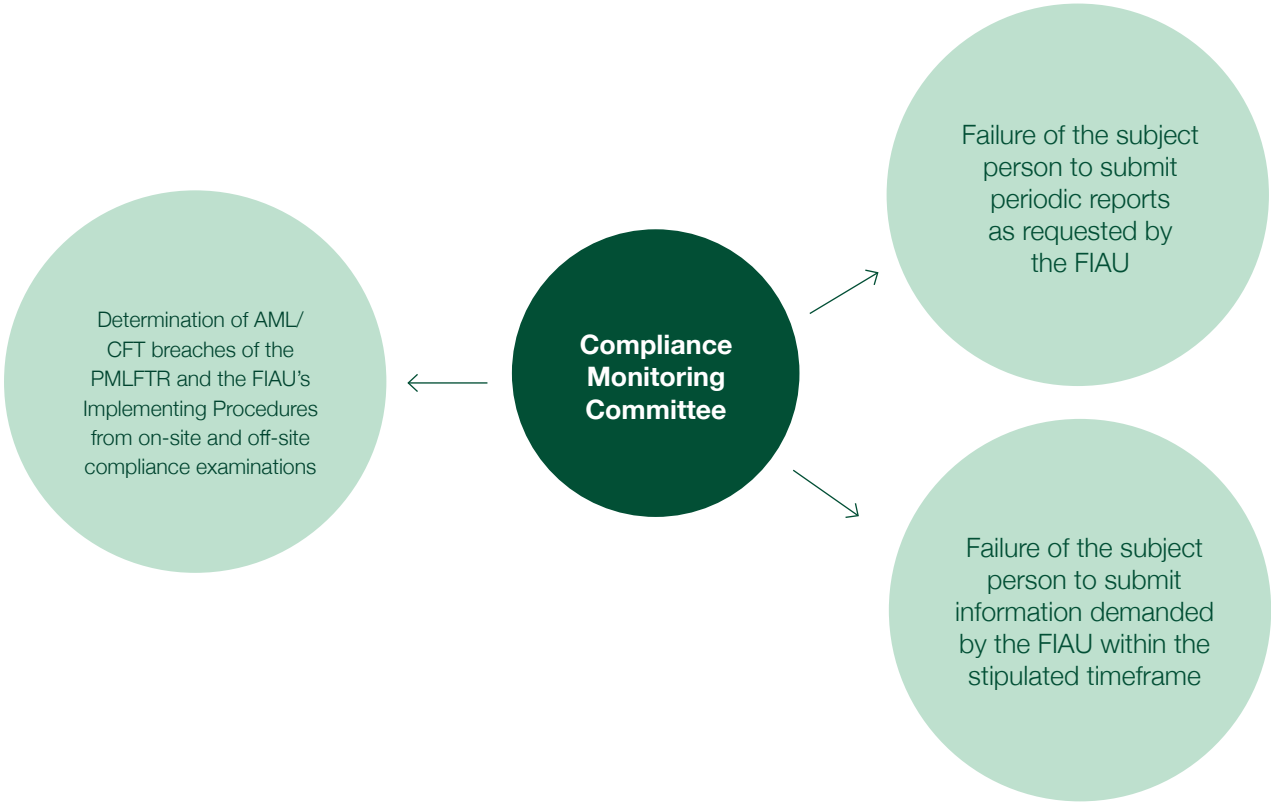 Determination of AML/
CFT breaches of the
PMLFTR and the FIAU's
Implementing Procedures
from on-site and off-site
compliance examinations
Compliance
Monitoring
Committee
Failure of the subject
person to submit
periodic reports
as requested by
the FIAU
Failure of the subject
person to submit
information demanded
by the FIAU within the
stipulated timeframe